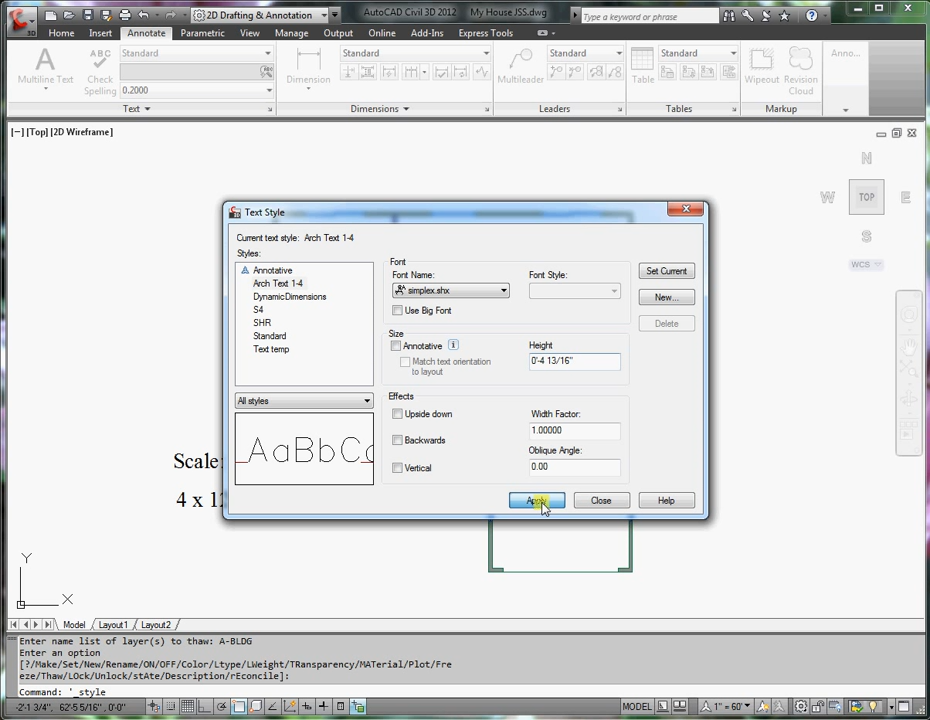 2D Drafting & Annotation
AutoCAD Civil 3D 2012 My House JSS.dwg
Type a keyword or phrase
3D
Home Insert Annotate Parametric View Manage Output Online Add-Ins Express Tools
Multiline Text
ABC
Check Spelling
Standard
0.2000
Text
Dimension
Standard
Dimensions
Multileader
Standard
Leaders
Table
Standard
Tables
Wipeout
Revision Cloud
Markup
Anno...
[−] [Top] [2D Wireframe]
N
W TOP E
S
WCS
Text Style
Current text style: Arch Text 1-4
Styles:
Annotative
Arch Text 1-4
DynamicDimensions
S4
SHR
Standard
Text temp
All styles
AaBbCc
Font
Font Name:
simplex.shx
Font Style:
Use Big Font
Size
Annotative
Match text orientation to layout
Height
0'-4 13/16"
Effects
Upside down
Backwards
Vertical
Width Factor:
1.00000
Oblique Angle:
0.00
Set Current
New...
Delete
Apply
Close
Help
Scale
4 x 12
Y
X
Model Layout1 Layout2
Enter name list of layer(s) to thaw: A-BLDG
Enter an option
[?/Make/Set/New/Rename/ON/OFF/Color/Ltype/LWeight/TRansparency/MATerial/Plot/Fre
eze/Thaw/LOck/Unlock/stAte/Description/rEconcile]:
Command: '_style
-2'-1 3/4", 62'-5 5/16", 0'-0"
MODEL
1" = 60'